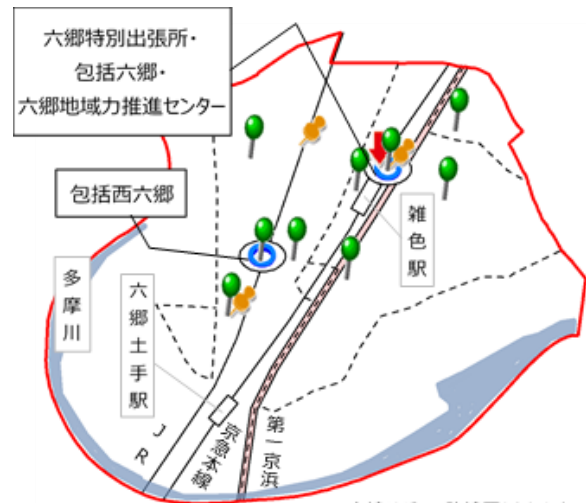 六郷特別出張所・
包括六郷・
六郷地域力推進センター
包括西六郷
雑色駅
多摩川
六郷土手駅
JR
京急本線
第一京浜